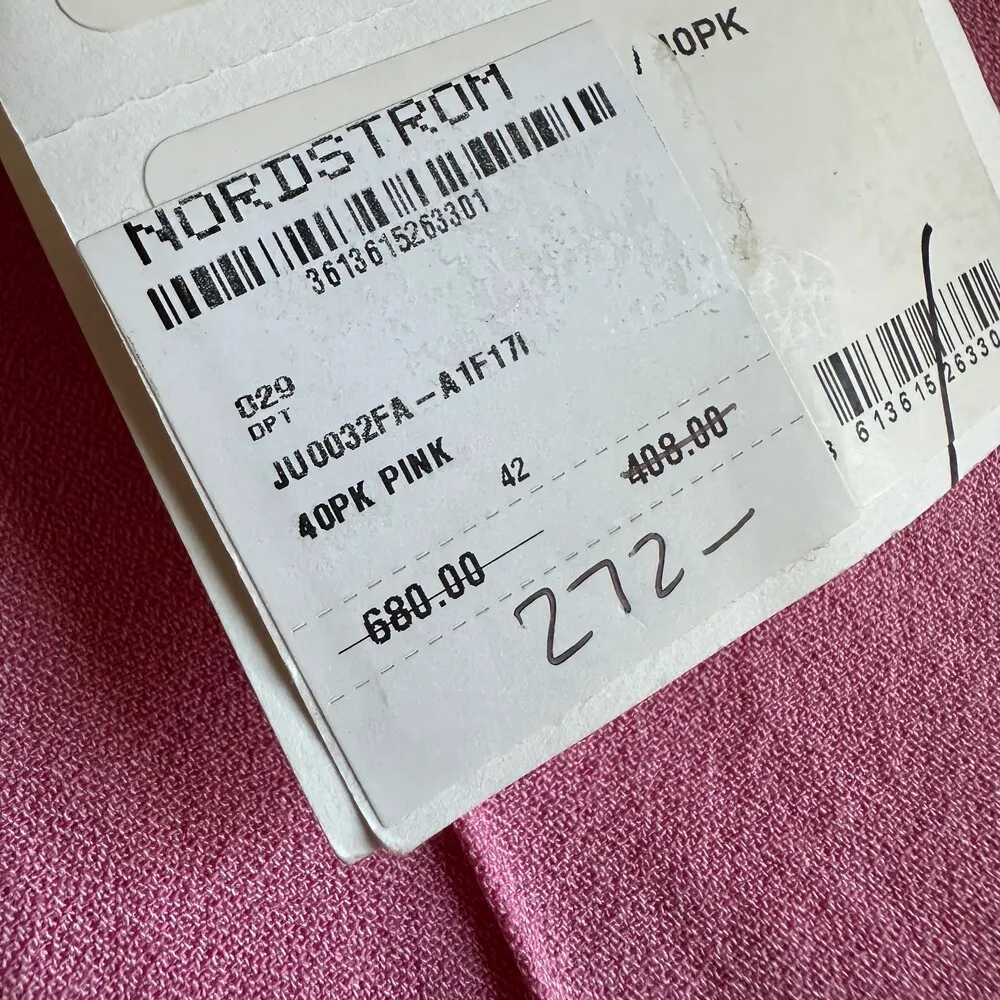 NORDSTROM
3613615263301
029
DPT
JU0032FA-A1F17I
40PK PINK
42
680.00
408.00
272-
40PK
3 613615 26330